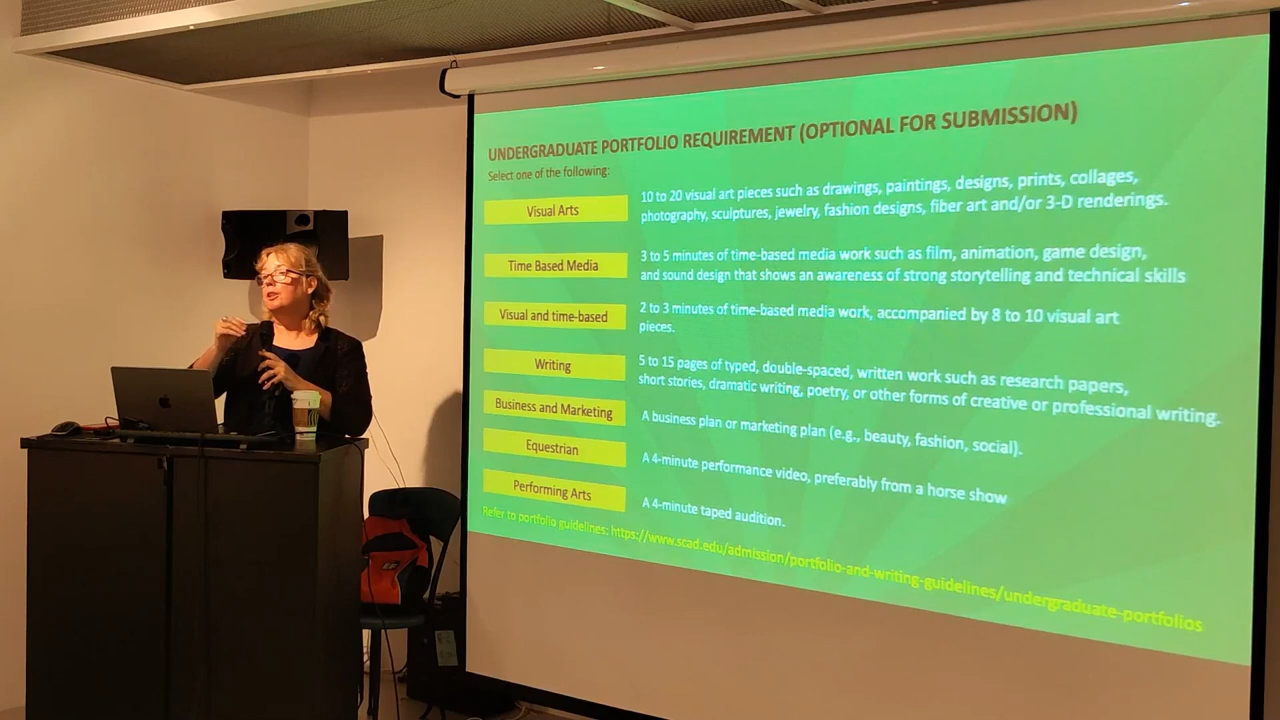 UNDERGRADUATE PORTFOLIO REQUIREMENT (OPTIONAL FOR SUBMISSION)
Select one of the following:
Visual Arts
10 to 20 visual art pieces such as drawings, paintings, designs, prints, collages,
photography, sculptures, jewelry, fashion designs, fiber art and/or 3-D renderings.
Time Based Media
3 to 5 minutes of time-based media work such as film, animation, game design,
and sound design that shows an awareness of strong storytelling and technical skills
Visual and time-based
2 to 3 minutes of time-based media work, accompanied by 8 to 10 visual art
pieces.
Writing
5 to 15 pages of typed, double-spaced, written work such as research papers,
short stories, dramatic writing, poetry, or other forms of creative or professional writing.
Business and Marketing
A business plan or marketing plan (e.g., beauty, fashion, social).
Equestrian
A 4-minute performance video, preferably from a horse show
Performing Arts
A 4-minute taped audition.
Refer to portfolio guidelines: https://www.scad.edu/admission/portfolio-and-writing-guidelines/undergraduate-portfolios